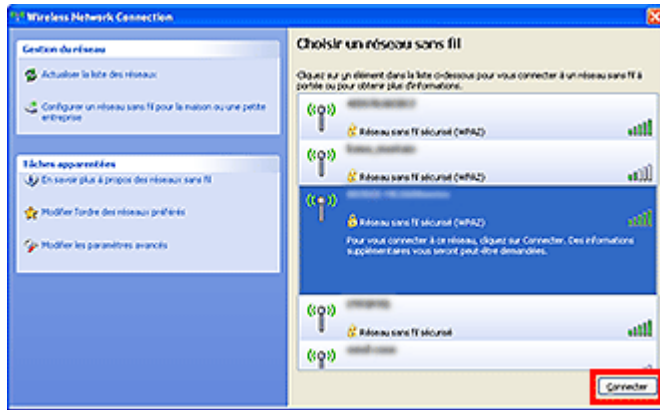 Wireless Network Connection
Gestion du réseau
Actualiser la liste des réseaux
Configurer un réseau sans fil pour la maison ou une petite
entreprise
Tâches apparentées
En savoir plus à propos des réseaux sans fil
Modifier l'ordre des réseaux préférés
Modifier les paramètres avancés
Choisir un réseau sans fil
Cliquez sur un élément dans la liste ci-dessous pour vous connecter à un réseau sans fil à
portée ou pour obtenir plus d'informations.
Réseau sans fil sécurisé (WPA2)
Réseau sans fil sécurisé (WPA2)
Réseau sans fil sécurisé (WPA2)
Pour vous connecter à ce réseau, cliquez sur Connecter. Des informations
supplémentaires vous seront peut-être demandées.
Réseau sans fil sécurisé
Connecter